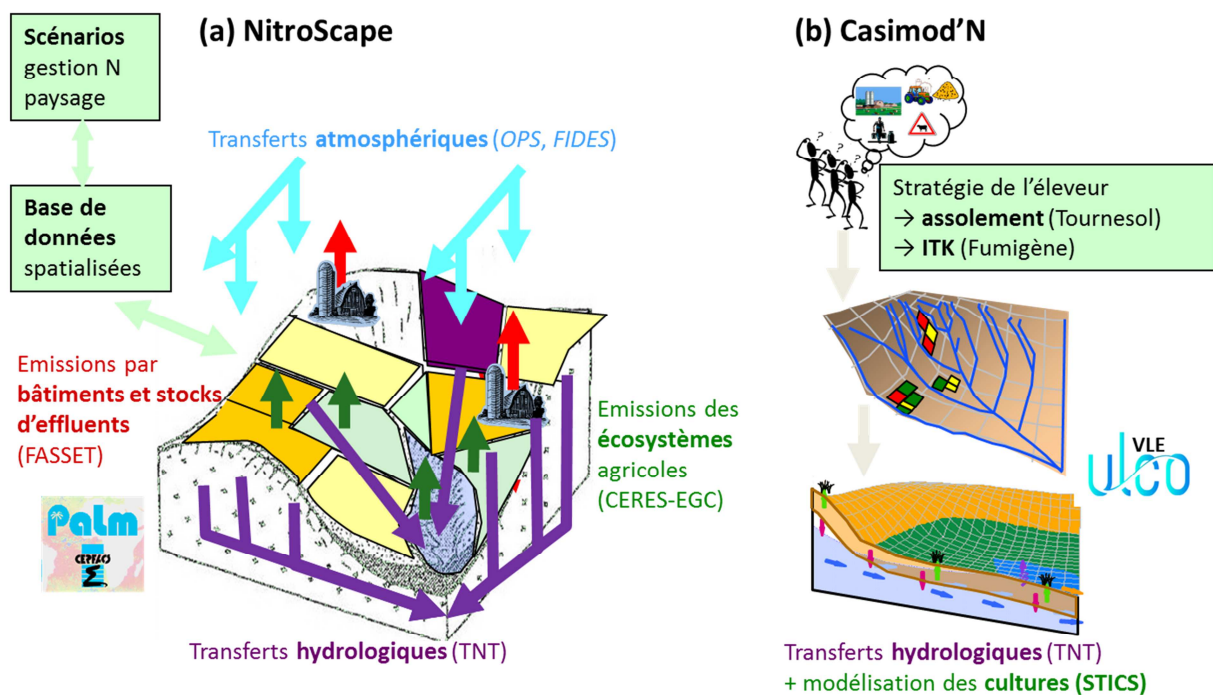 (a) NitroScape
Scénarios
gestion N
paysage
Transferts atmosphériques (OPS, FIDES)
Base de
données
spatialisées
Emissions par
bâtiments et stocks
d’effluents
(FASSET)
Emissions des
écosystèmes
agricoles
(CERES-EGC)
PaLm
CERFACS
Transferts hydrologiques (TNT)
(b) Casimod’N
? ? ?
Stratégie de l’éleveur
→ assolement (Tournesol)
→ ITK (Fumigène)
VLE
ulco
Transferts hydrologiques (TNT)
+ modélisation des cultures (STICS)